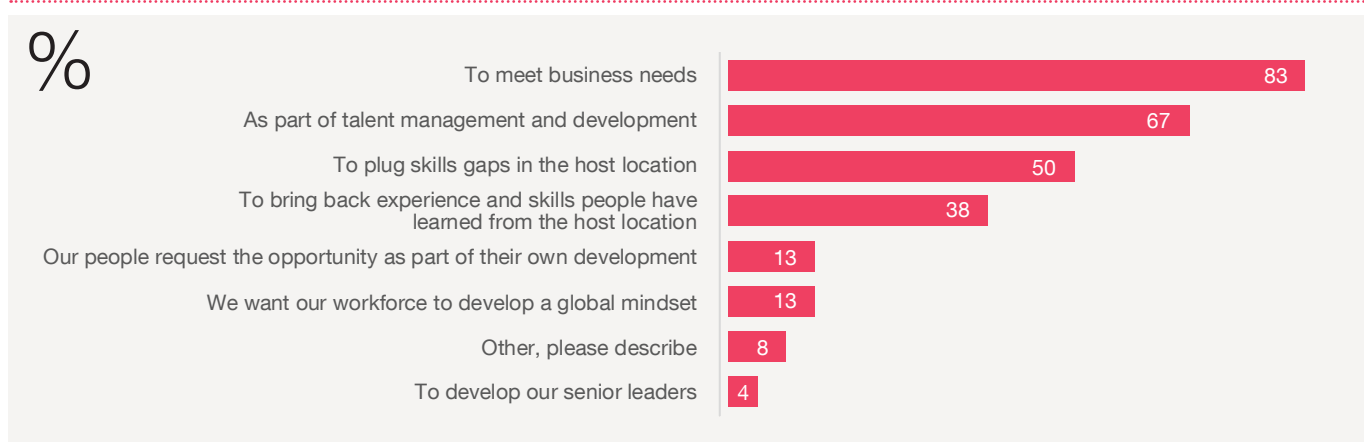 %
To meet business needs 83
As part of talent management and development 67
To plug skills gaps in the host location 50
To bring back experience and skills people have
learned from the host location 38
Our people request the opportunity as part of their own development 13
We want our workforce to develop a global mindset 13
Other, please describe 8
To develop our senior leaders 4